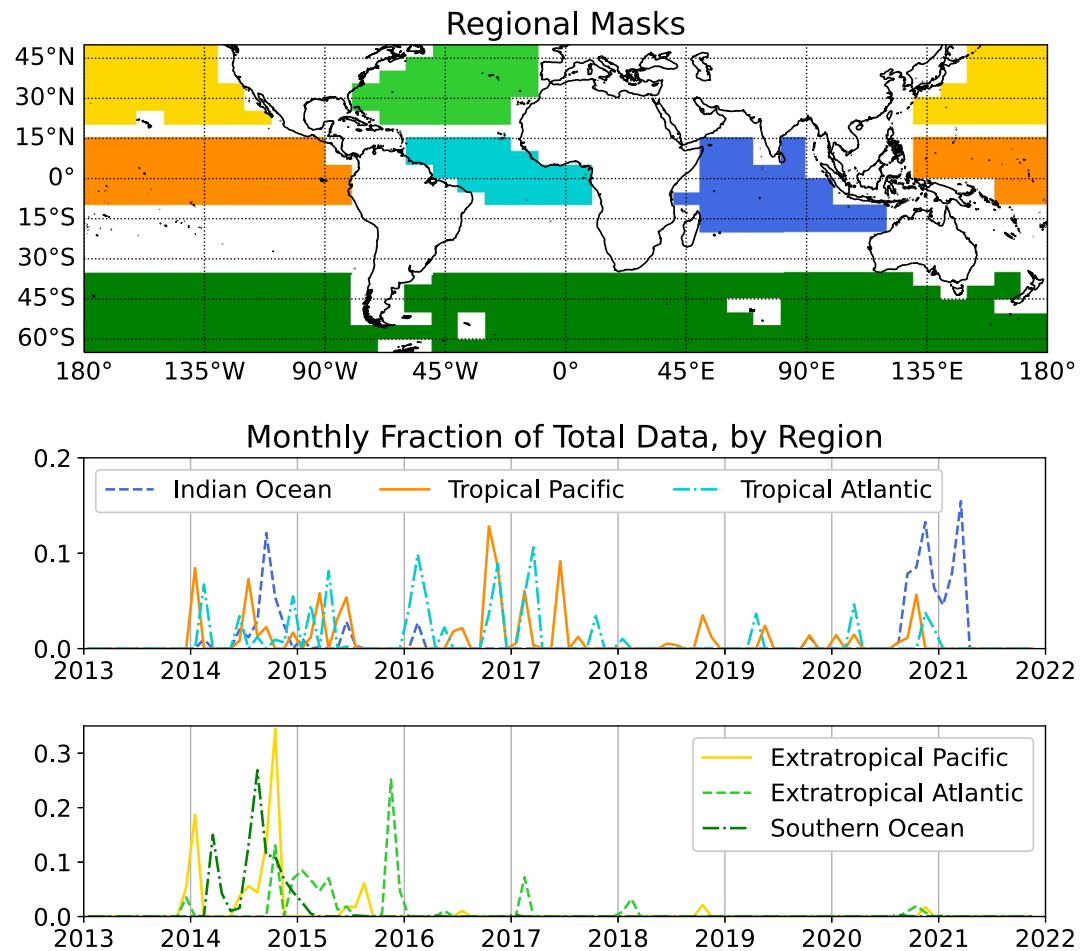 Regional Masks
45°N
30°N
15°N
0°
15°S
30°S
45°S
60°S
180° 135°W 90°W 45°W 0° 45°E 90°E 135°E 180°
Monthly Fraction of Total Data, by Region
0.2
Indian Ocean Tropical Pacific Tropical Atlantic
0.1
0.0
2013 2014 2015 2016 2017 2018 2019 2020 2021 2022
0.3
Extratropical Pacific
Extratropical Atlantic
0.2
Southern Ocean
0.1
0.0
2013 2014 2015 2016 2017 2018 2019 2020 2021 2022